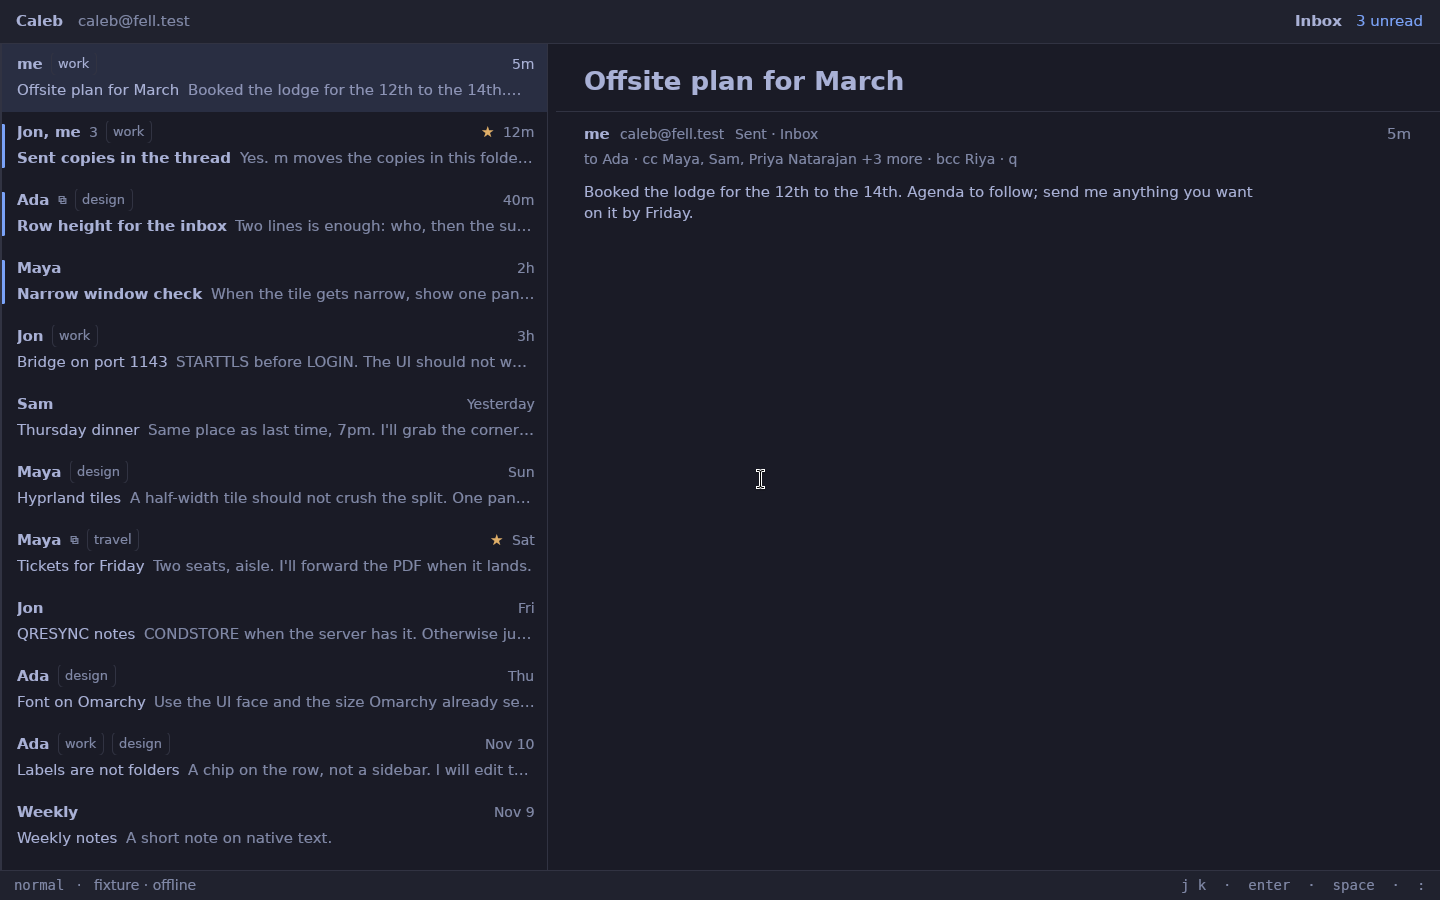 Caleb caleb@fell.test Inbox 3 unread
me work 5m
Offsite plan for March Booked the lodge for the 12th to the 14th.…
Jon, me 3 work ★ 12m
Sent copies in the thread Yes. m moves the copies in this folde…
Ada ⧉ design 40m
Row height for the inbox Two lines is enough: who, then the su…
Maya 2h
Narrow window check When the tile gets narrow, show one pan…
Jon work 3h
Bridge on port 1143 STARTTLS before LOGIN. The UI should not w…
Sam Yesterday
Thursday dinner Same place as last time, 7pm. I'll grab the corner…
Maya design Sun
Hyprland tiles A half-width tile should not crush the split. One pan…
Maya ⧉ travel ★ Sat
Tickets for Friday Two seats, aisle. I'll forward the PDF when it lands.
Jon Fri
QRESYNC notes CONDSTORE when the server has it. Otherwise ju…
Ada design Thu
Font on Omarchy Use the UI face and the size Omarchy already se…
Ada work design Nov 10
Labels are not folders A chip on the row, not a sidebar. I will edit t…
Weekly Nov 9
Weekly notes A short note on native text.
Offsite plan for March
me caleb@fell.test Sent · Inbox 5m
to Ada · cc Maya, Sam, Priya Natarajan +3 more · bcc Riya · q
Booked the lodge for the 12th to the 14th. Agenda to follow; send me anything you want
on it by Friday.
normal · fixture · offline j k · enter · space · :